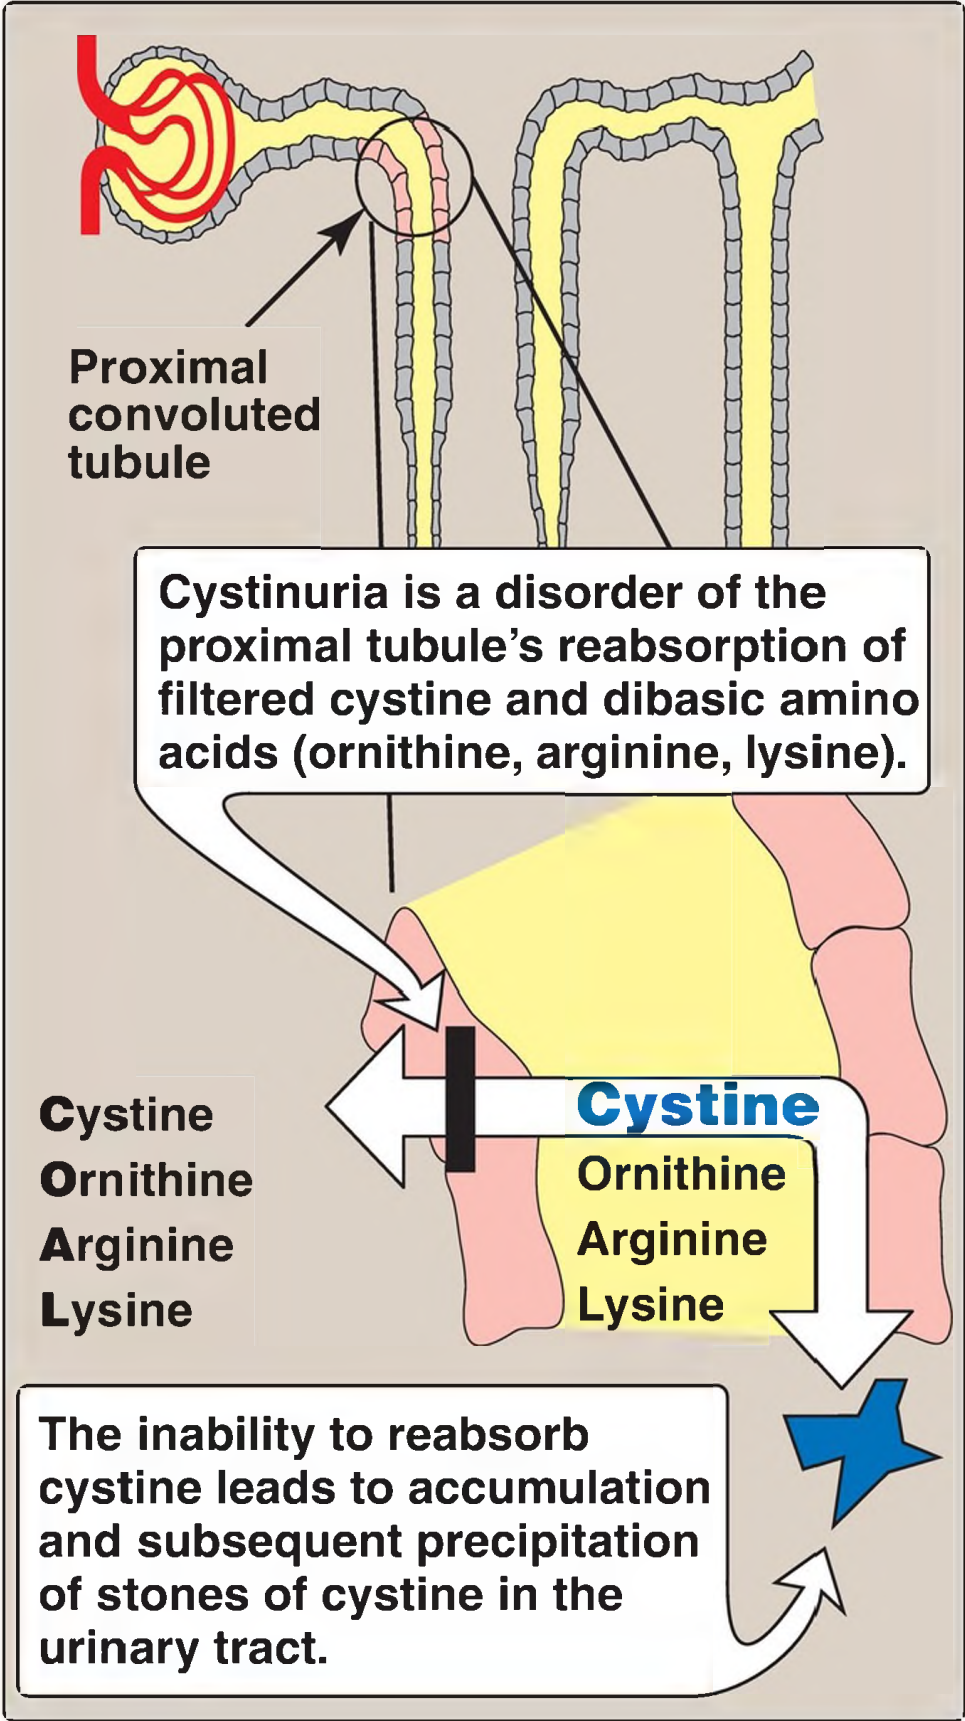 Proximal
convoluted
tubule
Cystinuria is a disorder of the
proximal tubule’s reabsorption of
filtered cystine and dibasic amino
acids (ornithine, arginine, lysine).
Cystine
Ornithine
Arginine
Lysine
Cystine
Ornithine
Arginine
Lysine
The inability to reabsorb
cystine leads to accumulation
and subsequent precipitation
of stones of cystine in the
urinary tract.